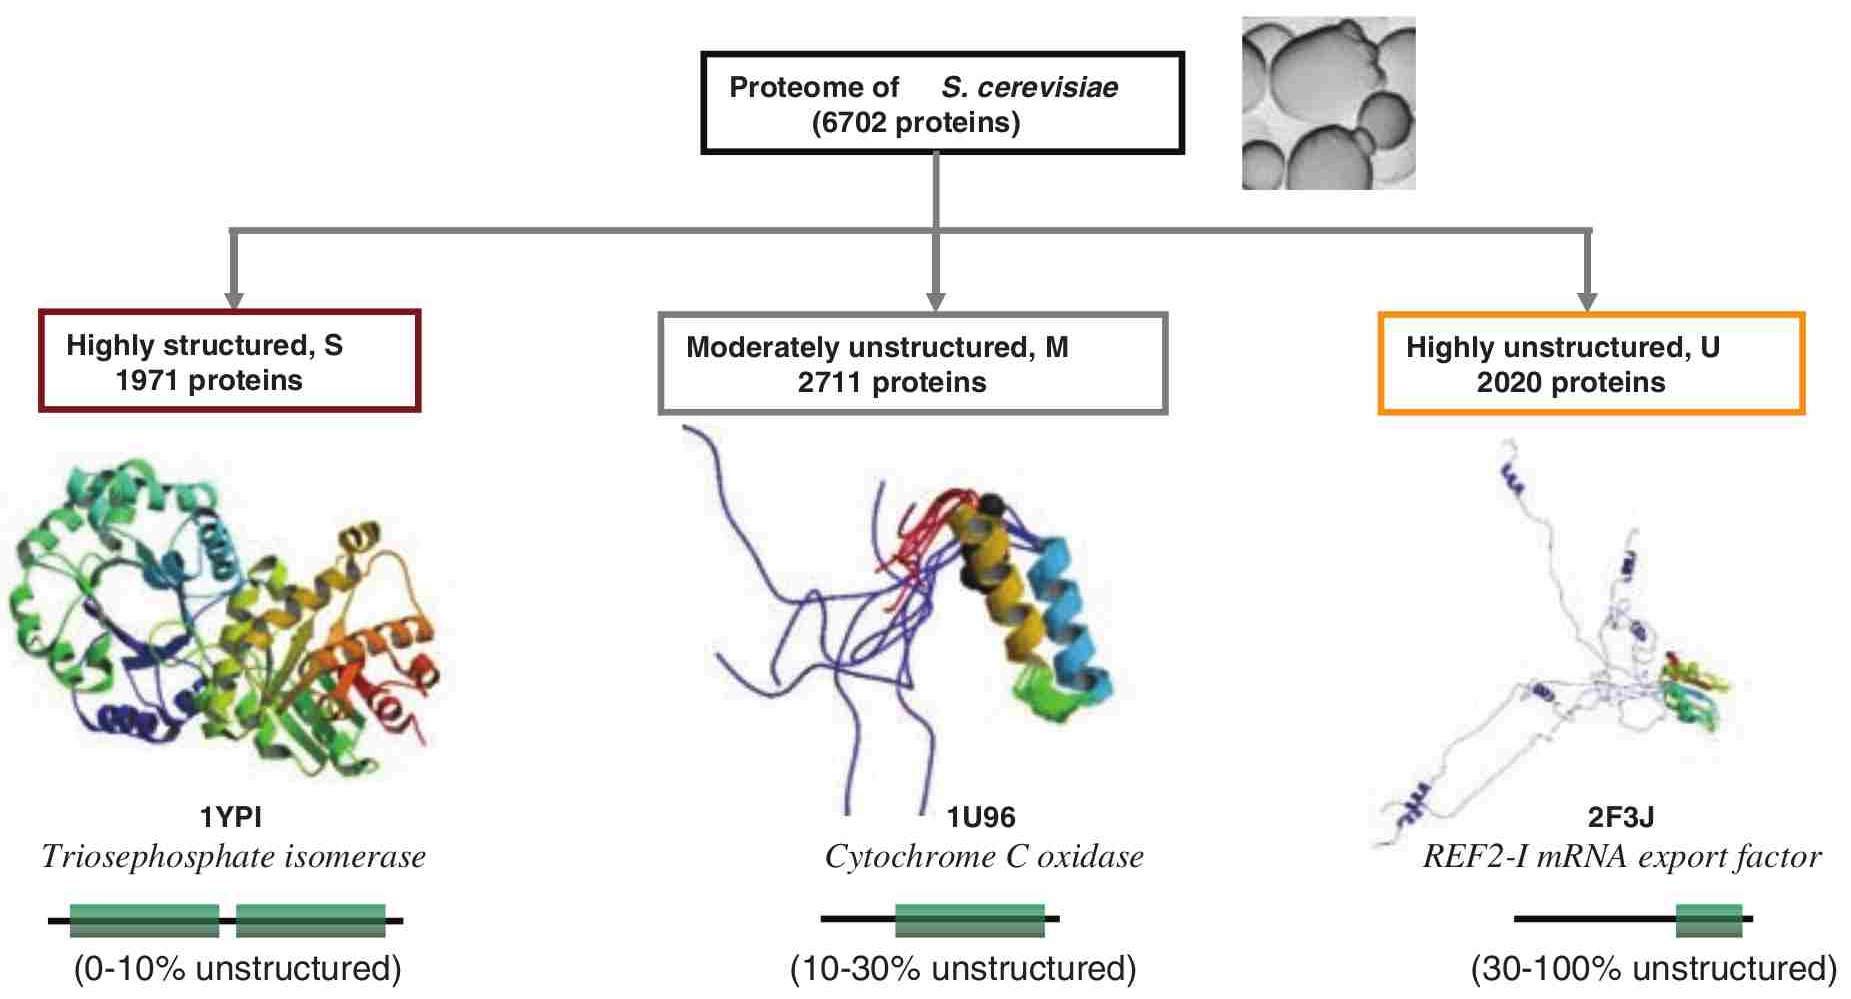 Proteome of S. cerevisiae
(6702 proteins)
Highly structured, S
1971 proteins
Moderately unstructured, M
2711 proteins
Highly unstructured, U
2020 proteins
1YPI
Triosephosphate isomerase
(0-10% unstructured)
1U96
Cytochrome C oxidase
(10-30% unstructured)
2F3J
REF2-I mRNA export factor
(30-100% unstructured)